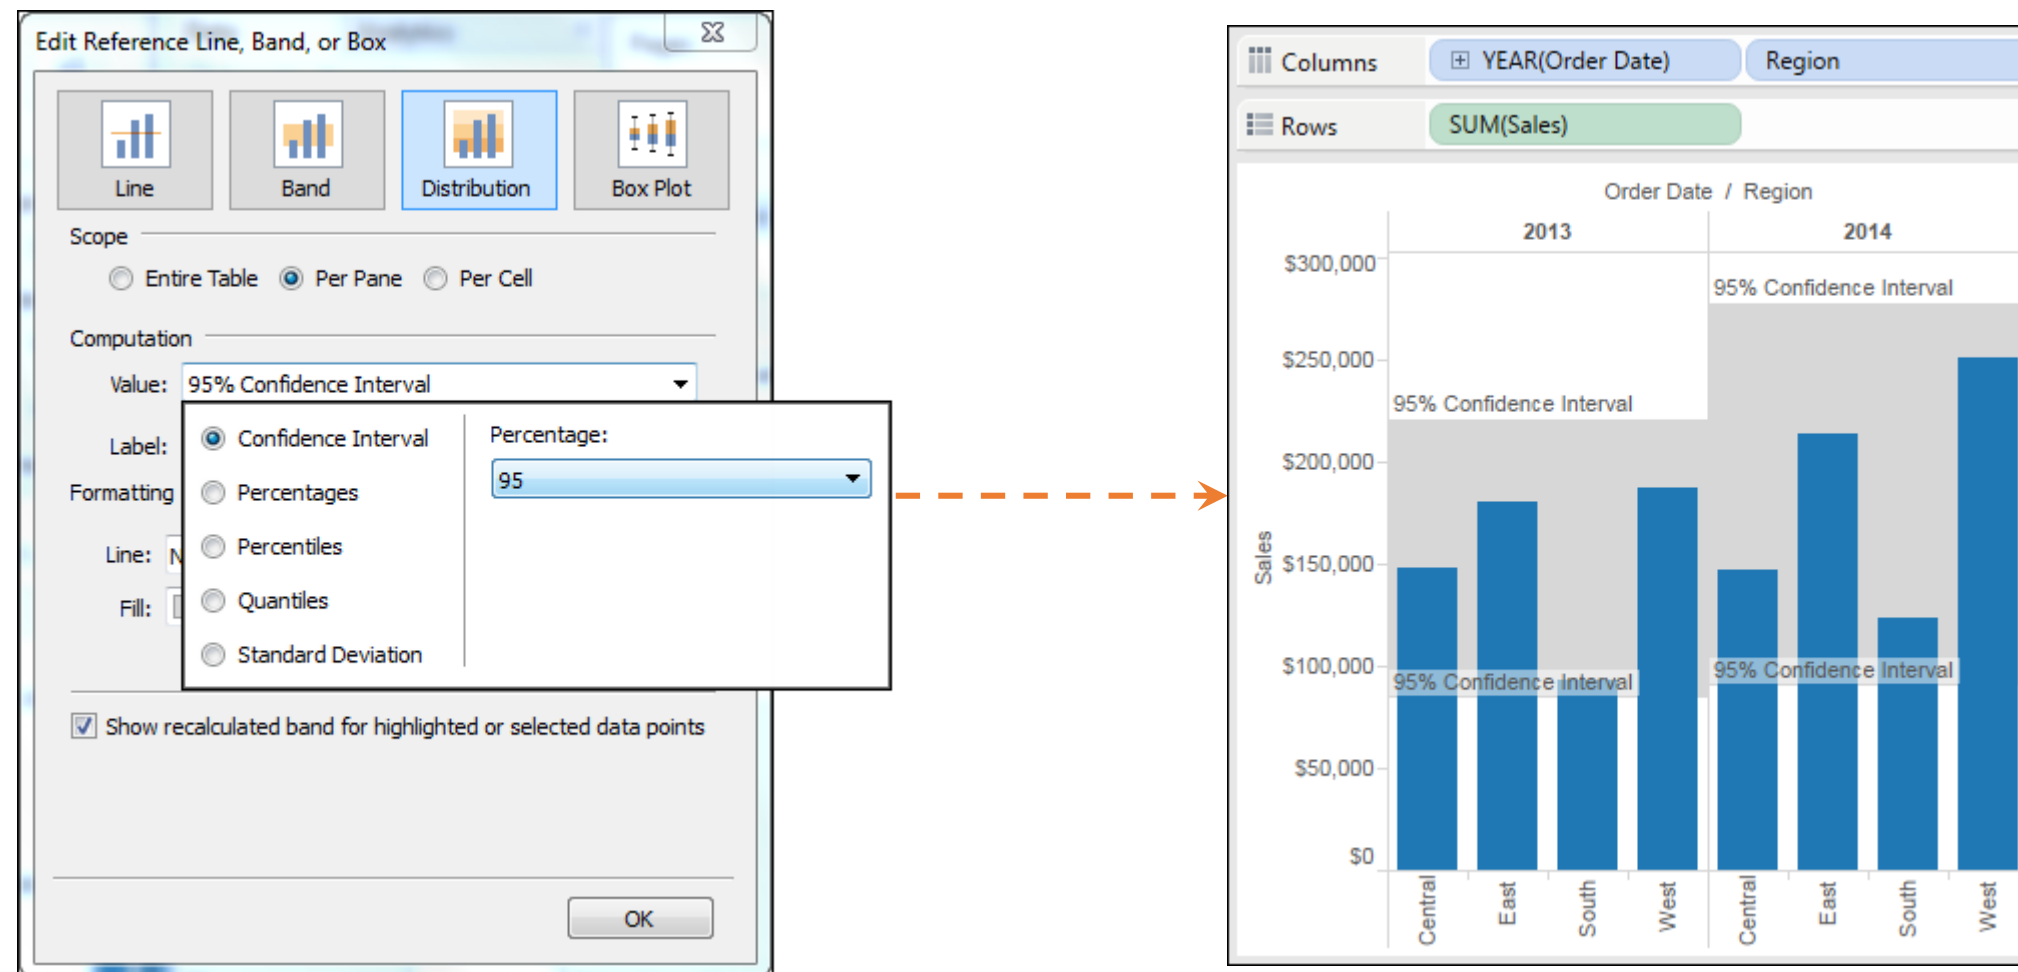 Edit Reference Line, Band, or Box
Line
Band
Distribution
Box Plot
Scope
Entire Table
Per Pane
Per Cell
Computation
Value: 95% Confidence Interval
Label:
Confidence Interval
Percentages
Percentiles
Quantiles
Standard Deviation
Percentage:
95
Formatting
Line: N
Fill:
Show recalculated band for highlighted or selected data points
OK
Columns
YEAR(Order Date)
Region
Rows
SUM(Sales)
Order Date / Region
2013
2014
Sales
$300,000
$250,000
$200,000
$150,000
$100,000
$50,000
$0
95% Confidence Interval
95% Confidence Interval
95% Confidence Interval
95% Confidence Interval
Central
East
South
West
Central
East
South
West